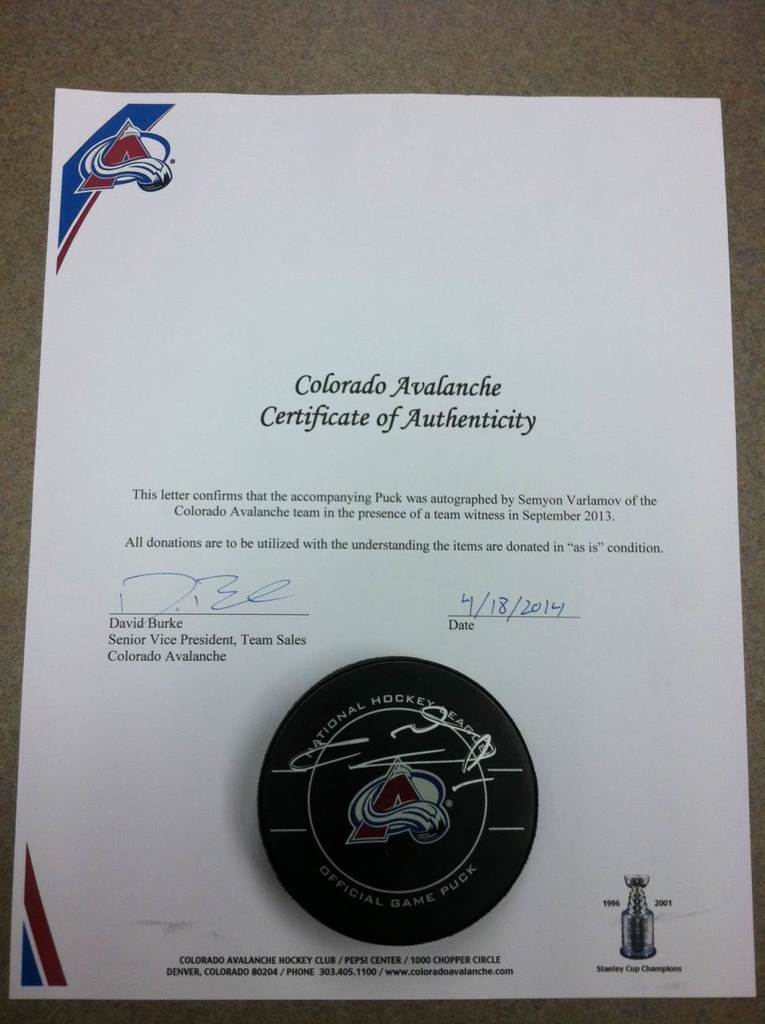 Colorado Avalanche
Certificate of Authenticity
This letter confirms that the accompanying Puck was autographed by Semyon Varlamov of the
Colorado Avalanche team in the presence of a team witness in September 2013.
All donations are to be utilized with the understanding the items are donated in “as is” condition.
4/18/2014
David Burke
Date
Senior Vice President, Team Sales
Colorado Avalanche
NATIONAL HOCKEY LEAGUE
OFFICIAL GAME PUCK
1996 2001
Stanley Cup Champions
COLORADO AVALANCHE HOCKEY CLUB / PEPSI CENTER / 1000 CHOPPER CIRCLE
DENVER, COLORADO 80204 / PHONE 303.405.1100 / www.coloradoavalanche.com